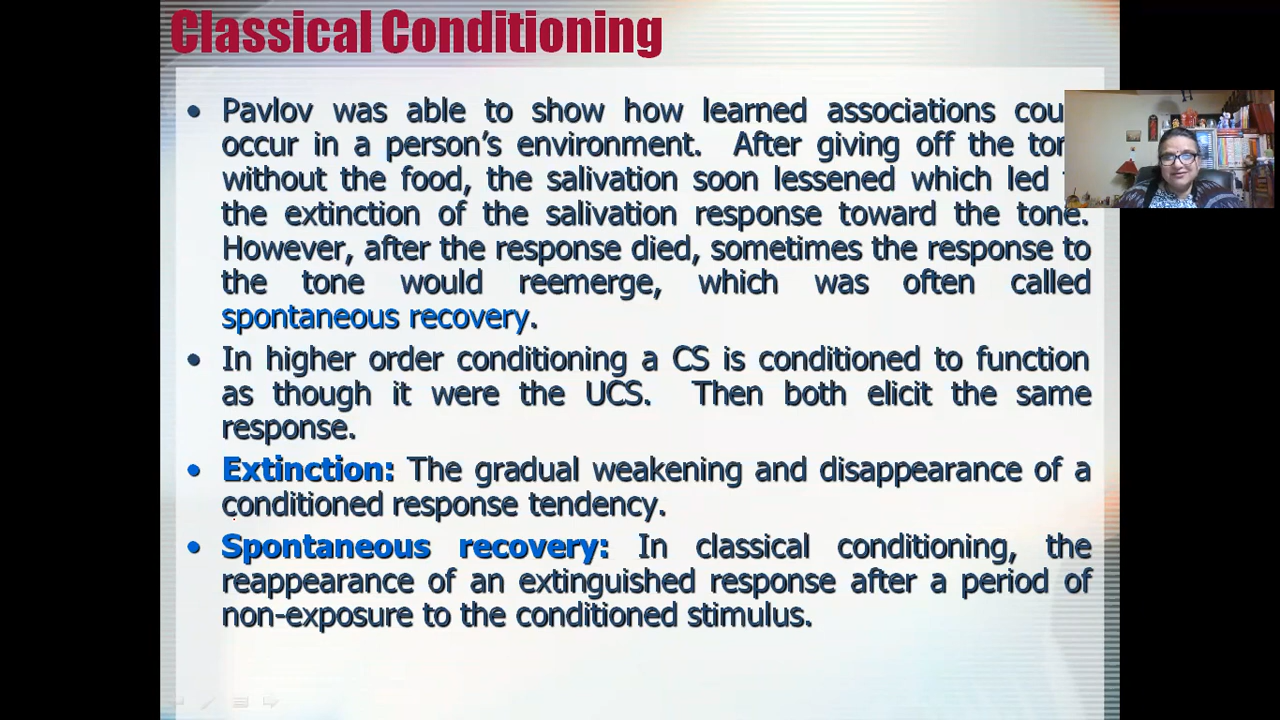 Classical Conditioning
• Pavlov was able to show how learned associations
occur in a person's environment.  After giving off the
without the food, the salivation soon lessened which led
the extinction of the salivation response toward the tone.
However, after the response died, sometimes the response to
the tone would reemerge, which was often called
spontaneous recovery.
• In higher order conditioning a CS is conditioned to function
as though it were the UCS.  Then both elicit the same
response.
• Extinction: The gradual weakening and disappearance of a
conditioned response tendency.
• Spontaneous recovery: In classical conditioning, the
reappearance of an extinguished response after a period of
non-exposure to the conditioned stimulus.